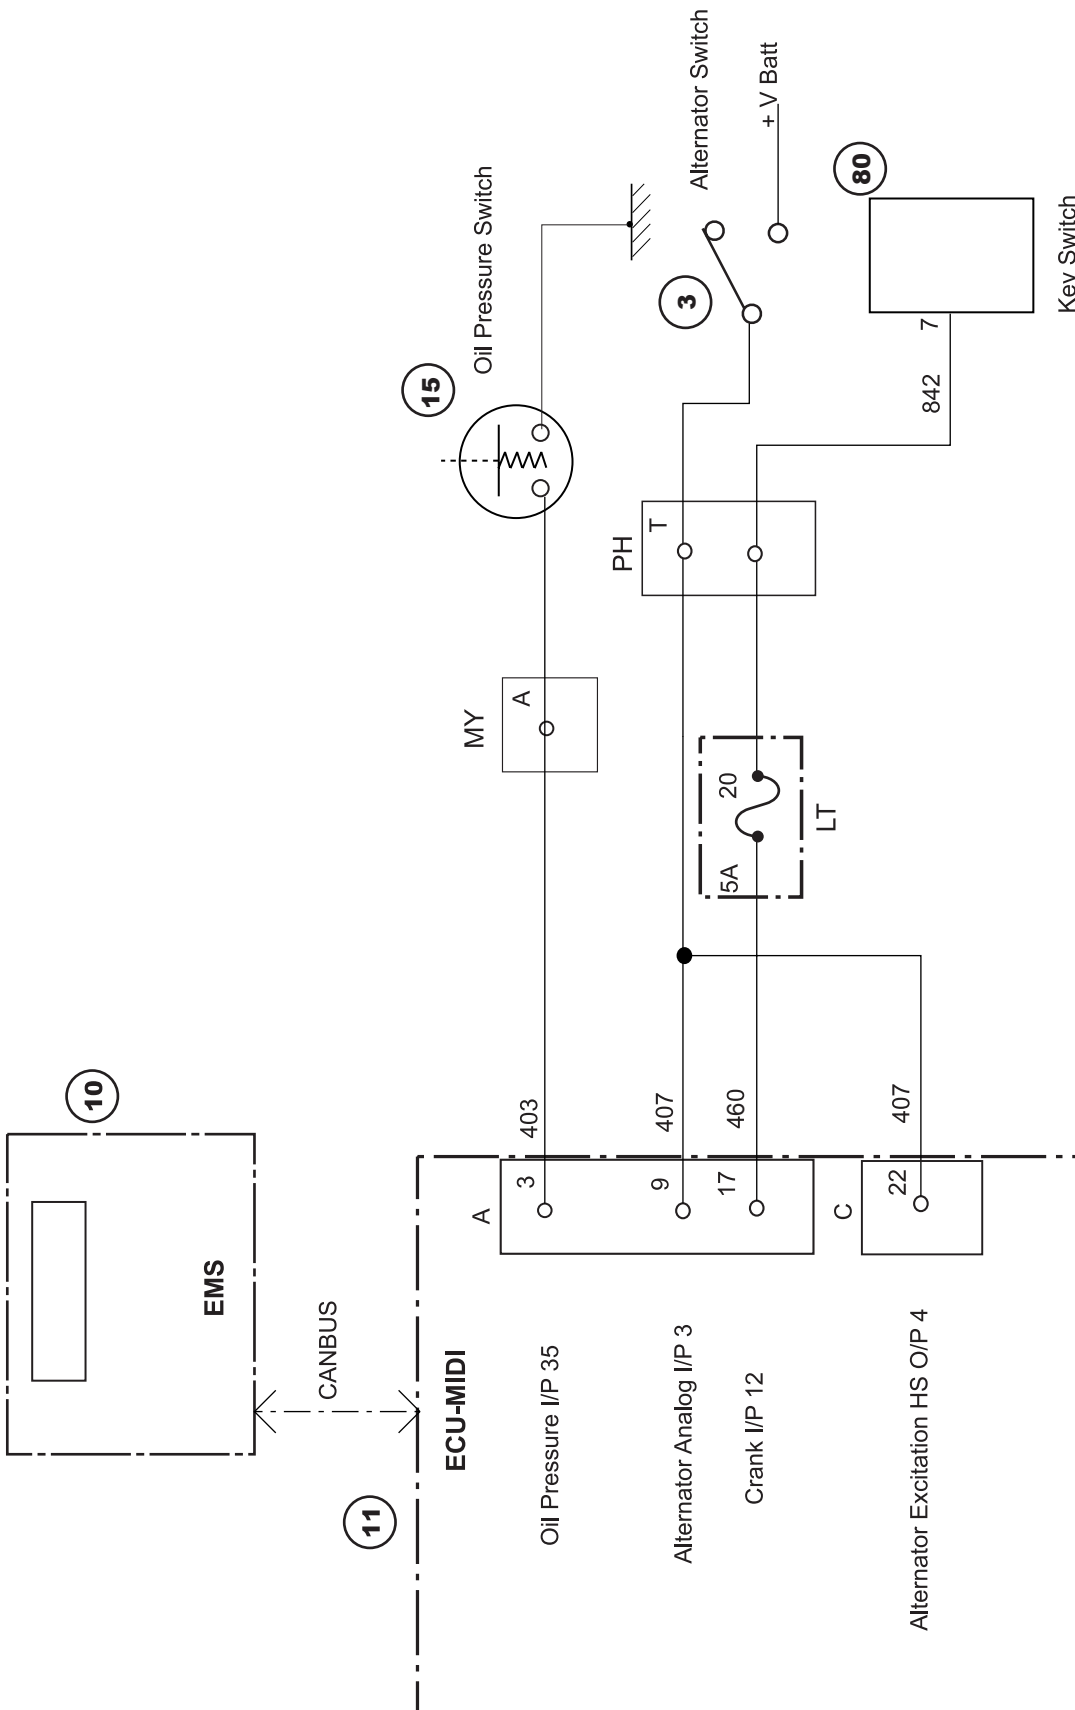 10
EMS
CANBUS
11
ECU-MIDI
Oil Pressure I/P 35
Alternator Analog I/P 3
Crank I/P 12
Alternator Excitation HS O/P 4
A
3
9
17
C
22
403
407
460
407
MY
A
5A
20
LT
PH
T
15
Oil Pressure Switch
3
Alternator Switch
+ V Batt
842
7
80
Key Switch